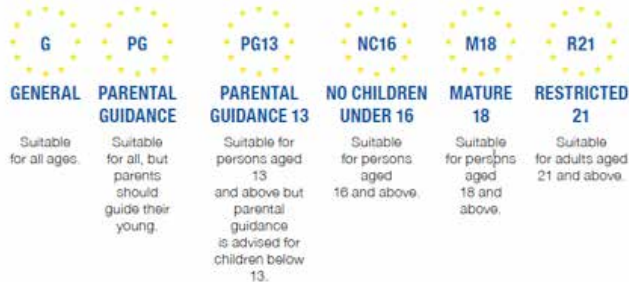 G
PG
PG13
NC16
M18
R21
GENERAL
PARENTAL
GUIDANCE
PARENTAL
GUIDANCE 13
NO CHILDREN
UNDER 16
MATURE
18
RESTRICTED
21
Suitable
for all ages.
Suitable
for all, but
parents
should
guide their
young.
Suitable for
persons aged
13
and above but
parental
guidance
is advised for
children below
13.
Suitable
for persons
aged
16 and above.
Suitable
for persons
aged
18 and
above.
Suitable
for adults aged
21 and above.